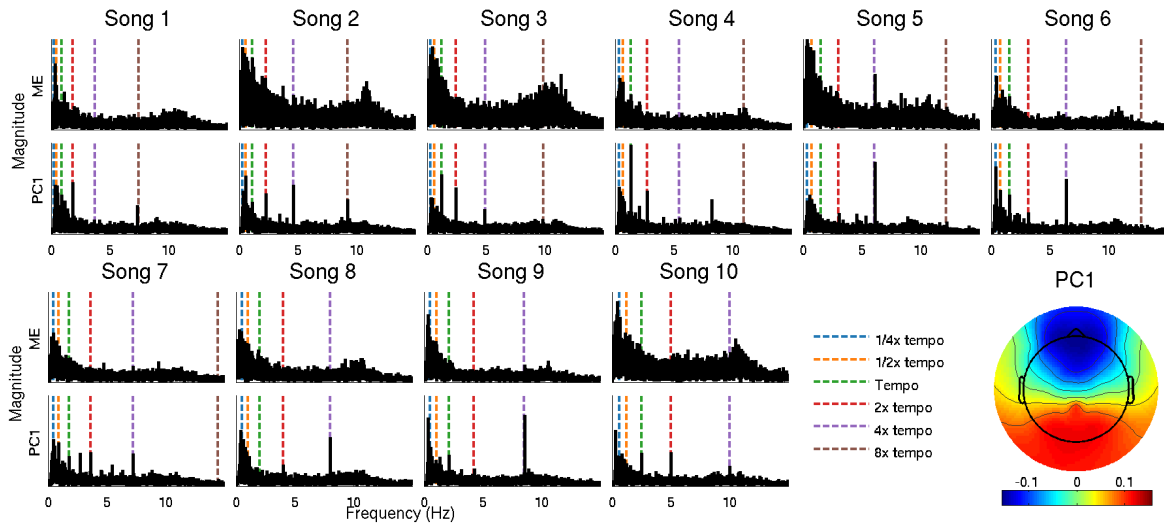 Song 1 Song 2 Song 3 Song 4 Song 5 Song 6
Magnitude
ME
PC1
0 5 10 0 5 10 0 5 10 0 5 10 0 5 10 0 5 10
Song 7 Song 8 Song 9 Song 10 PC1
Magnitude
ME
PC1
1/4x tempo
1/2x tempo
Tempo
2x tempo
4x tempo
8x tempo
0 5 10 0 5 10 0 5 10 0 5 10
-0.1 0 0.1
Frequency (Hz)